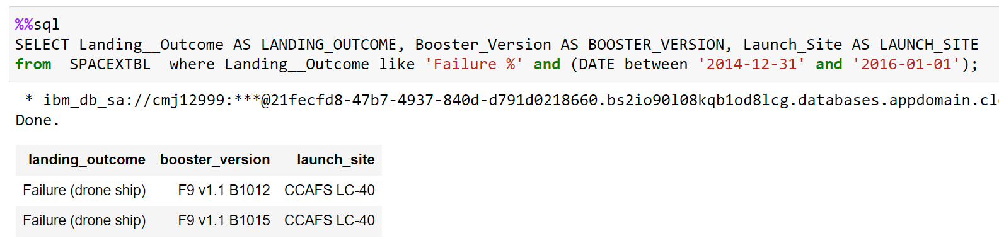 %%sql
SELECT Landing__Outcome AS LANDING_OUTCOME, Booster_Version AS BOOSTER_VERSION, Launch_Site AS LAUNCH_SITE
from  SPACEXTBL  where Landing__Outcome like 'Failure %' and (DATE between '2014-12-31' and '2016-01-01');
* ibm_db_sa://cmj12999:***@21fecfd8-47b7-4937-840d-d791d0218660.bs2io90l08kqb1od8lcg.databases.appdomain.clo
Done.
landing_outcome booster_version launch_site
Failure (drone ship) F9 v1.1 B1012 CCAFS LC-40
Failure (drone ship) F9 v1.1 B1015 CCAFS LC-40